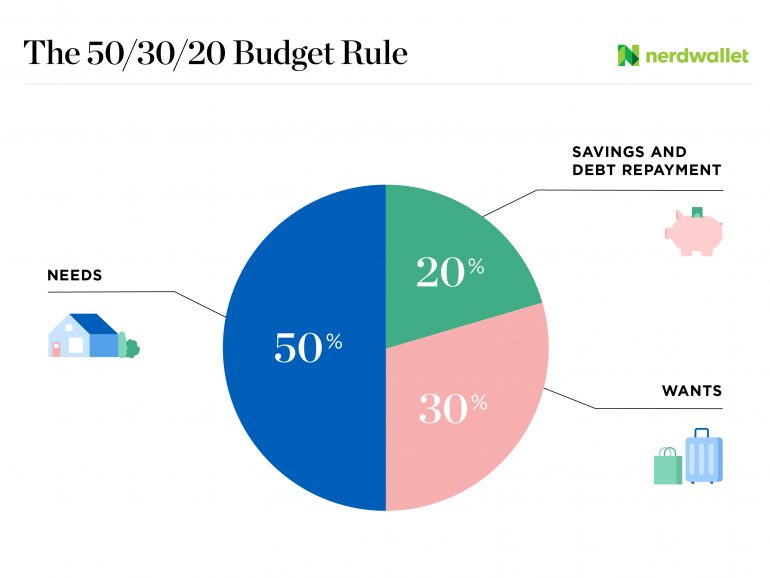 The 50/30/20 Budget Rule
nerdwallet
SAVINGS AND
DEBT REPAYMENT
20%
NEEDS
50%
WANTS
30%